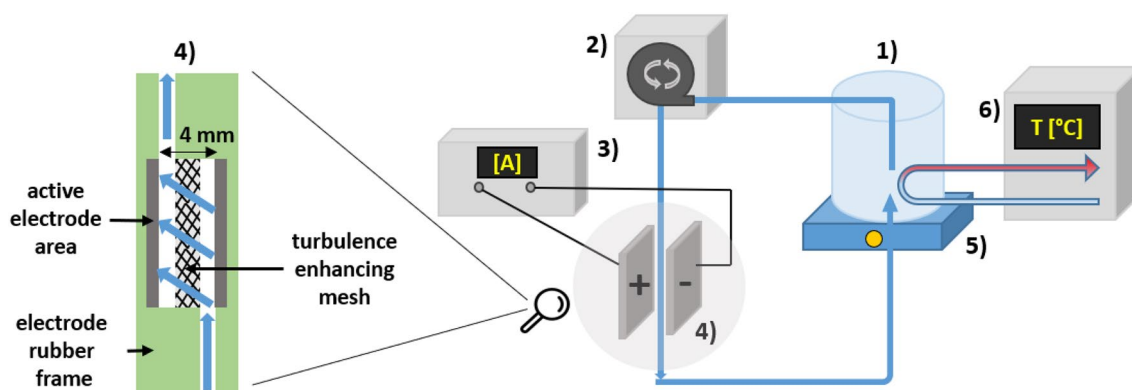 4)
4 mm
active
electrode
area
turbulence
enhancing
mesh
electrode
rubber
frame
2)
[A]
3)
+
-
4)
1)
6)
T [°C]
5)